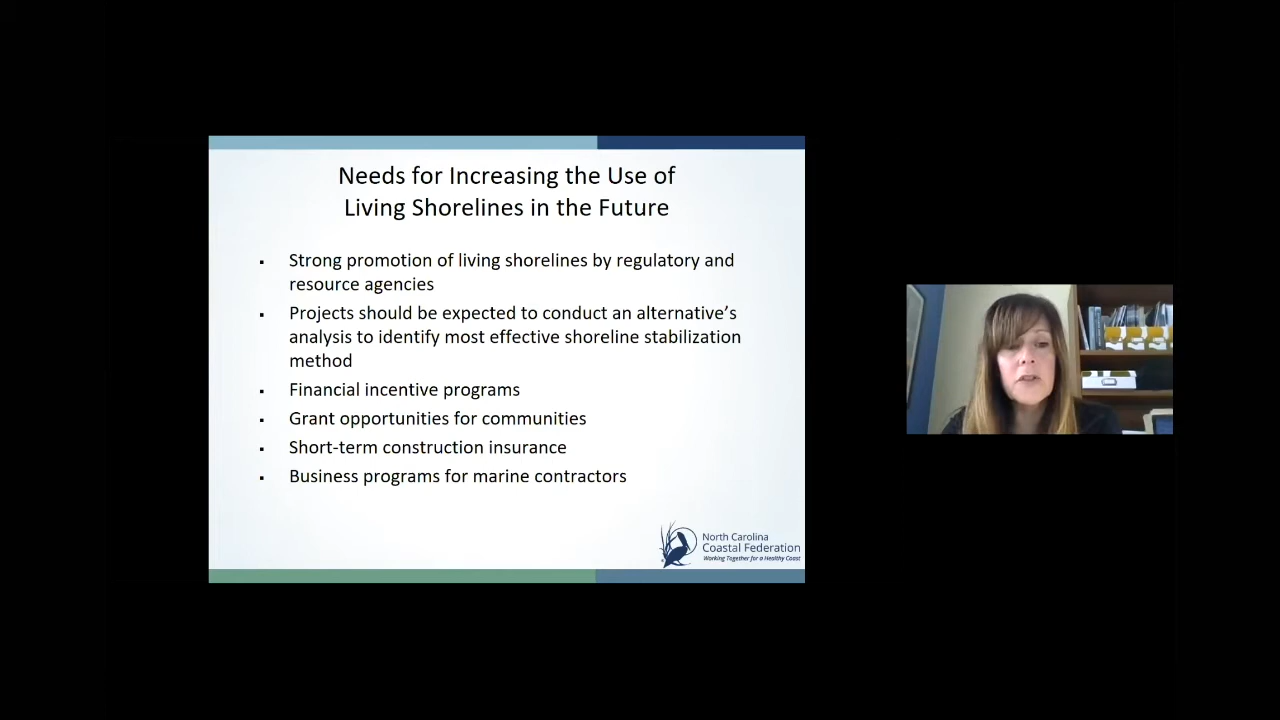 Needs for Increasing the Use of
Living Shorelines in the Future
▪ Strong promotion of living shorelines by regulatory and
resource agencies
▪ Projects should be expected to conduct an alternative’s
analysis to identify most effective shoreline stabilization
method
▪ Financial incentive programs
▪ Grant opportunities for communities
▪ Short-term construction insurance
▪ Business programs for marine contractors
North Carolina
Coastal Federation
Working Together for a Healthy Coast